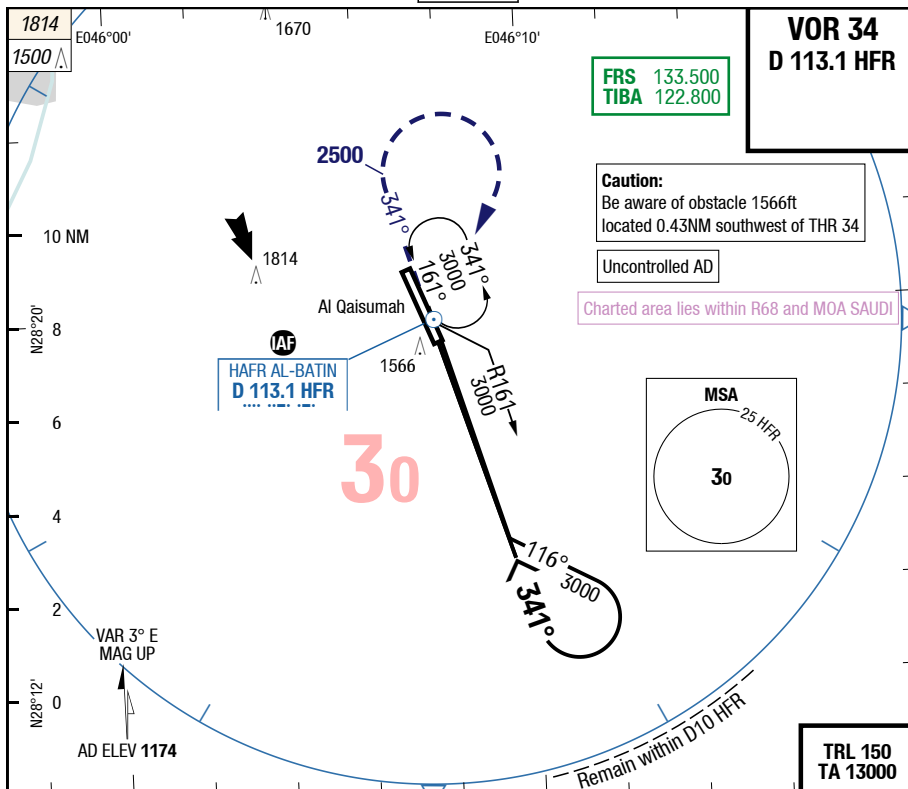 1814
1500
E046°00'
1670
E046°10'
VOR 34
D 113.1 HFR
FRS 133.500
TIBA 122.800
2500
341°
Caution:
Be aware of obstacle 1566ft
located 0.43NM southwest of THR 34
10 NM
1814
161°
3000
341°
Uncontrolled AD
Al Qaisumah
Charted area lies within R68 and MOA SAUDI
N28°20'
8
IAF
1566
HAFR AL-BATIN
D 113.1 HFR
R161
3000
6
MSA
25 HFR
30
30
4
116°
3000
341°
2
VAR 3° E
MAG UP
N28°12'
0
AD ELEV 1174
Remain within D10 HFR
TRL 150
TA 13000